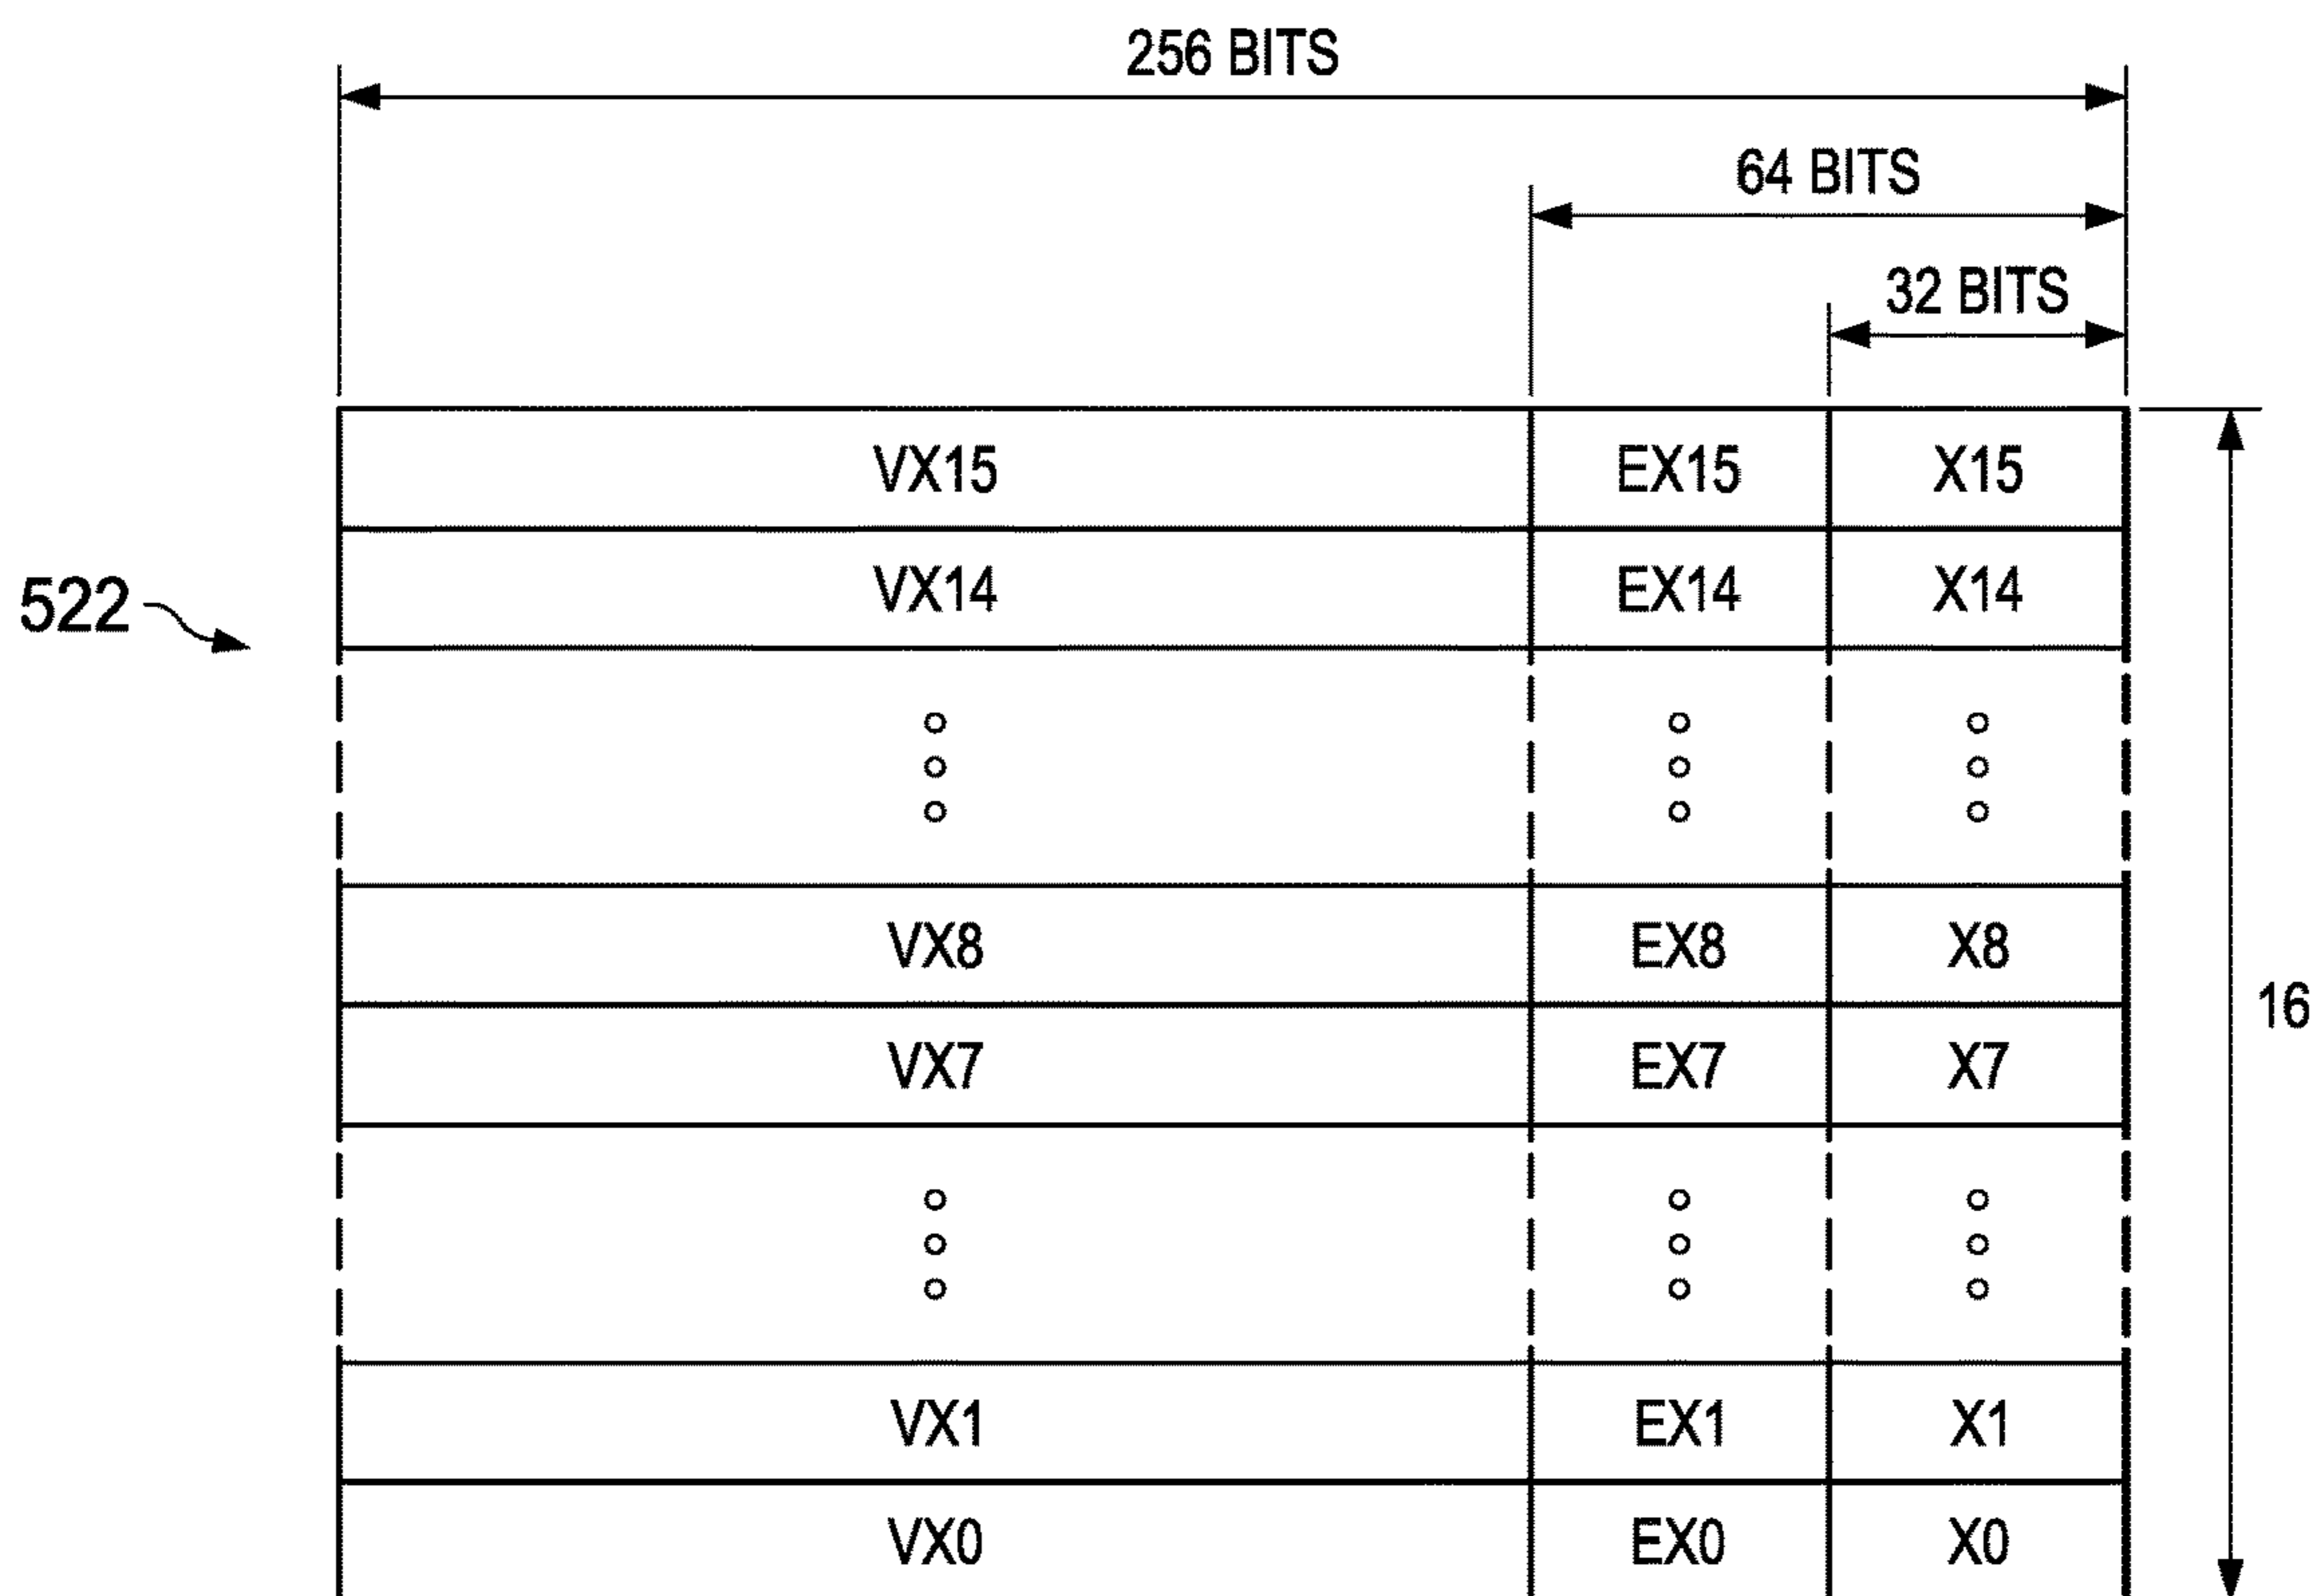 256 BITS
64 BITS
32 BITS
VX15 EX15 X15
VX14 EX14 X14
522
VX8 EX8 X8
16
VX7 EX7 X7
VX1 EX1 X1
VX0 EX0 X0